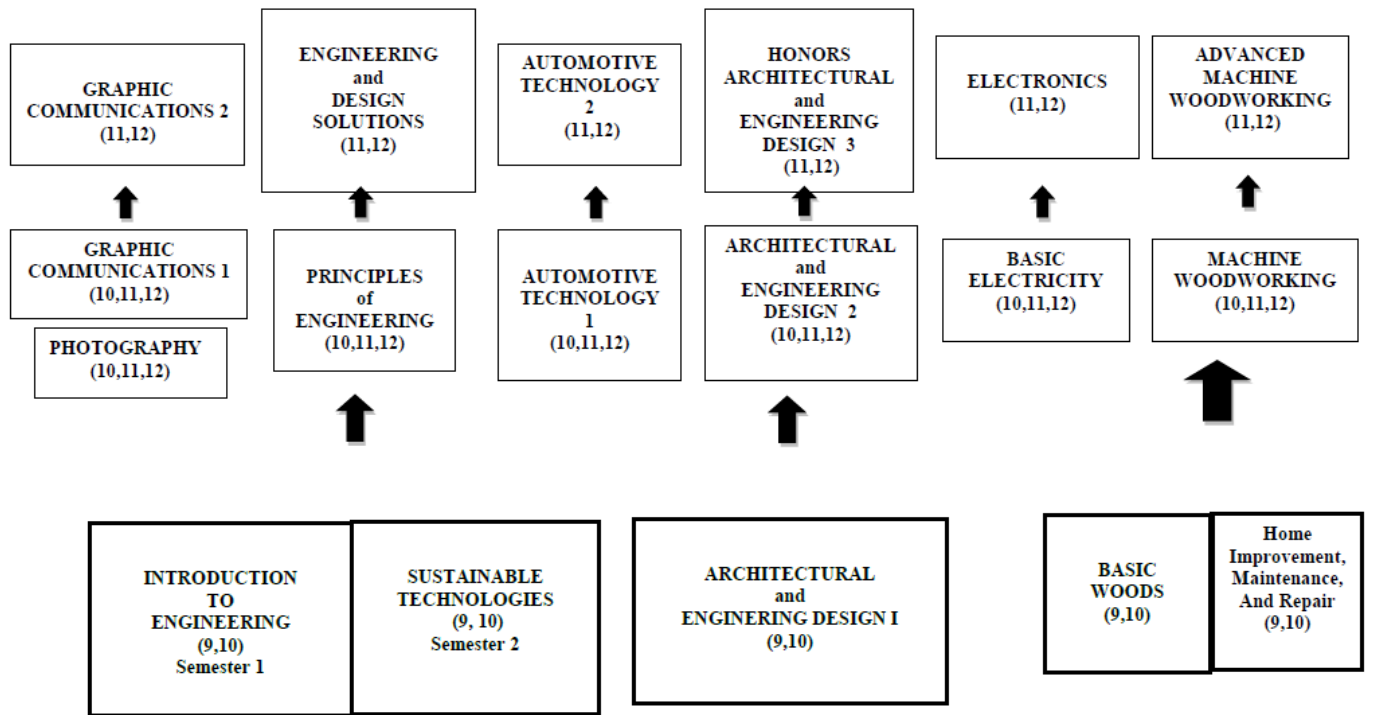 GRAPHIC
COMMUNICATIONS 2
(11,12)
ENGINEERING
and
DESIGN
SOLUTIONS
(11,12)
AUTOMOTIVE
TECHNOLOGY
2
(11,12)
HONORS
ARCHITECTURAL
and
ENGINEERING
DESIGN 3
(11,12)
ELECTRONICS
(11,12)
ADVANCED
MACHINE
WOODWORKING
(11,12)
GRAPHIC
COMMUNICATIONS 1
(10,11,12)
PHOTOGRAPHY
(10,11,12)
PRINCIPLES
of
ENGINEERING
(10,11,12)
AUTOMOTIVE
TECHNOLOGY
1
(10,11,12)
ARCHITECTURAL
and
ENGINEERING
DESIGN 2
(10,11,12)
BASIC
ELECTRICITY
(10,11,12)
MACHINE
WOODWORKING
(10,11,12)
INTRODUCTION
TO
ENGINEERING
(9,10)
Semester 1
SUSTAINABLE
TECHNOLOGIES
(9, 10)
Semester 2
ARCHITECTURAL
and
ENGINERING DESIGN I
(9,10)
BASIC
WOODS
(9,10)
Home
Improvement,
Maintenance,
And Repair
(9,10)